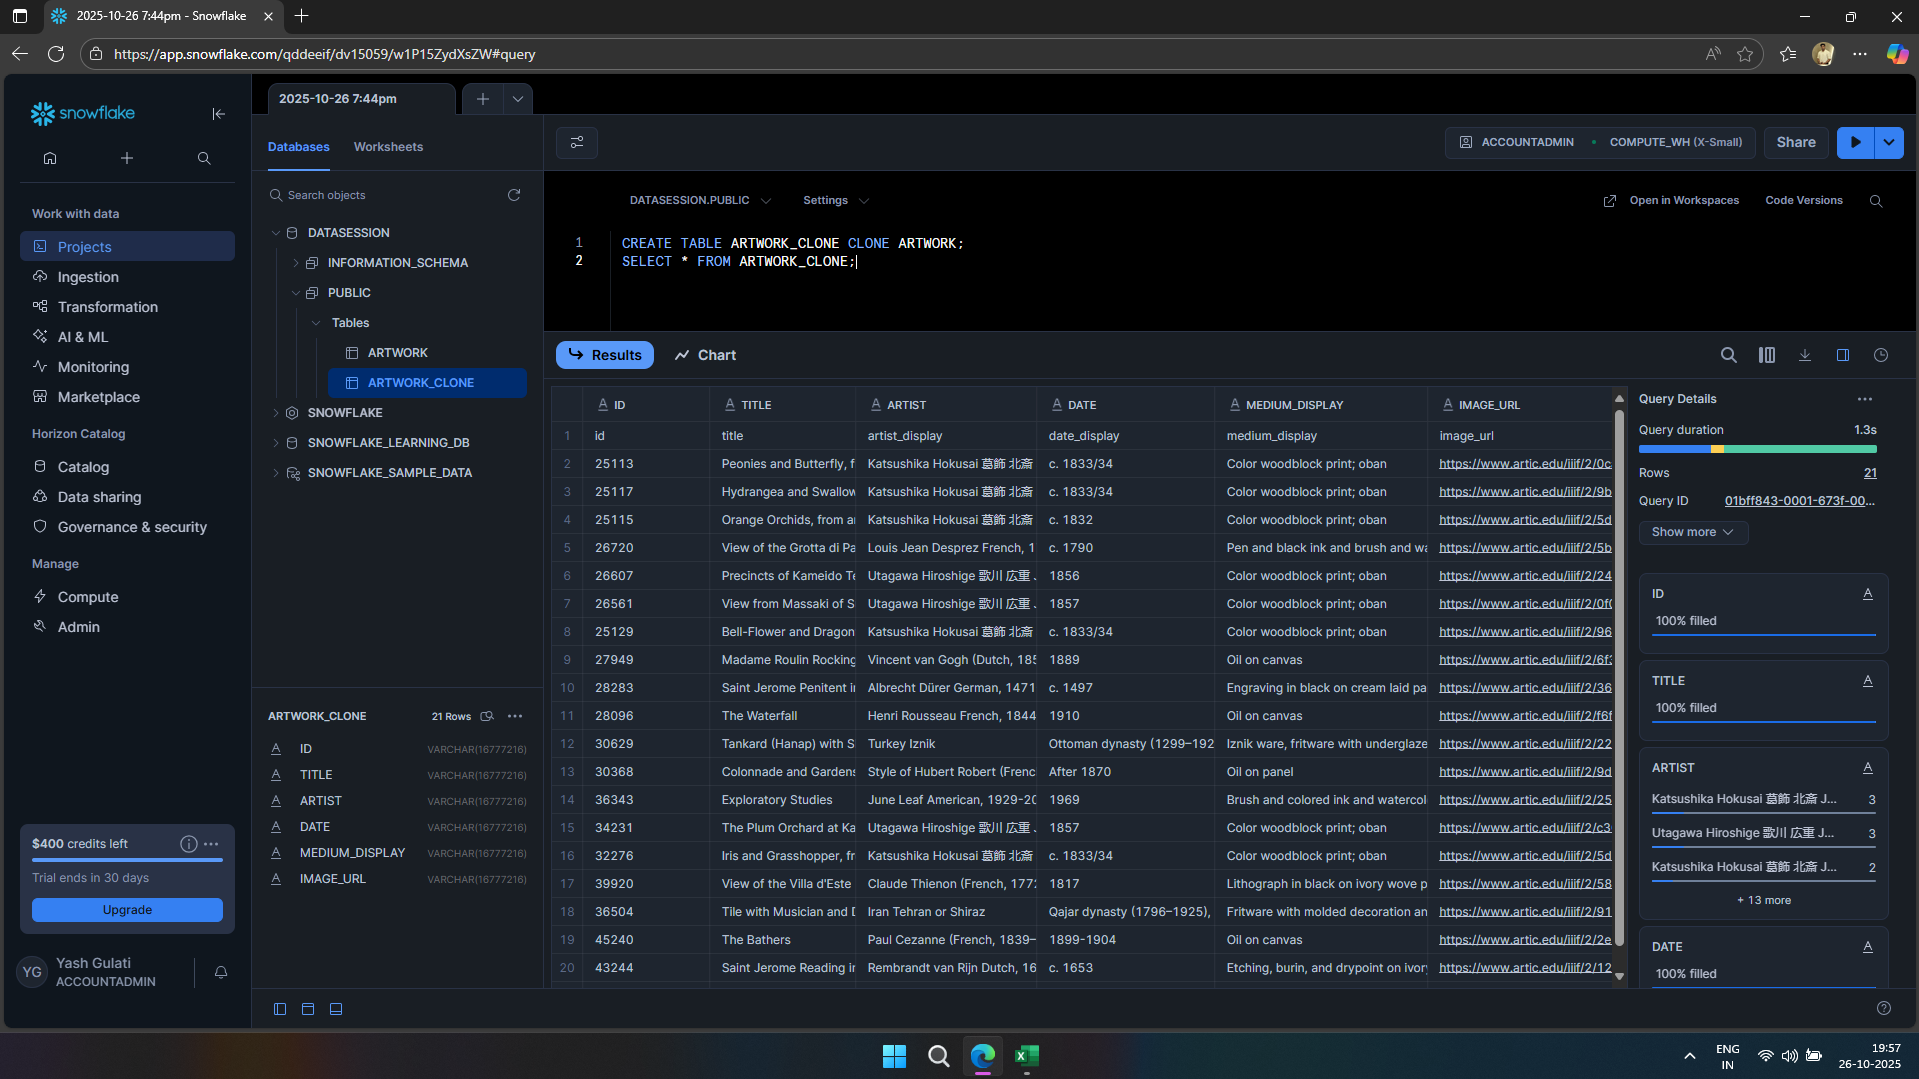 2025-10-26 7:44pm - Snowflake
https://app.snowflake.com/qddeeif/dv15059/w1P15ZydXsZW#query
snowflake
Work with data
Projects
Ingestion
Transformation
AI & ML
Monitoring
Marketplace
Horizon Catalog
Catalog
Data sharing
Governance & security
Manage
Compute
Admin
$400 credits left
Trial ends in 30 days
Upgrade
YG
Yash Gulati
ACCOUNTADMIN
2025-10-26 7:44pm
Databases Worksheets
Search objects
DATASESSION
INFORMATION_SCHEMA
PUBLIC
Tables
ARTWORK
ARTWORK_CLONE
SNOWFLAKE
SNOWFLAKE_LEARNING_DB
SNOWFLAKE_SAMPLE_DATA
ARTWORK_CLONE 21 Rows
A ID VARCHAR(16777216)
A TITLE VARCHAR(16777216)
A ARTIST VARCHAR(16777216)
A DATE VARCHAR(16777216)
A MEDIUM_DISPLAY VARCHAR(16777216)
A IMAGE_URL VARCHAR(16777216)
ACCOUNTADMIN COMPUTE_WH (X-Small) Share
DATASESSION.PUBLIC Settings Open in Workspaces Code Versions
1 CREATE TABLE ARTWORK_CLONE CLONE ARTWORK;
2 SELECT * FROM ARTWORK_CLONE;
Results Chart
A ID A TITLE A ARTIST A DATE A MEDIUM_DISPLAY A IMAGE_URL
1 id title artist_display date_display medium_display image_url
2 25113 Peonies and Butterfly, f Katsushika Hokusai 葛飾 北斎 c. 1833/34 Color woodblock print; oban https://www.artic.edu/iiif/2/0c
3 25117 Hydrangea and Swallow Katsushika Hokusai 葛飾 北斎 c. 1833/34 Color woodblock print; oban https://www.artic.edu/iiif/2/9b
4 25115 Orange Orchids, from a Katsushika Hokusai 葛飾 北斎 c. 1832 Color woodblock print; oban https://www.artic.edu/iiif/2/5d
5 26720 View of the Grotta di Pa Louis Jean Desprez French, 1 c. 1790 Pen and black ink and brush and wa https://www.artic.edu/iiif/2/5b
6 26607 Precincts of Kameido Te Utagawa Hiroshige 歌川 広重 J 1856 Color woodblock print; oban https://www.artic.edu/iiif/2/24
7 26561 View from Massaki of S Utagawa Hiroshige 歌川 広重 J 1857 Color woodblock print; oban https://www.artic.edu/iiif/2/0f
8 25129 Bell-Flower and Dragon Katsushika Hokusai 葛飾 北斎 c. 1833/34 Color woodblock print; oban https://www.artic.edu/iiif/2/96
9 27949 Madame Roulin Rocking Vincent van Gogh (Dutch, 185 1889 Oil on canvas https://www.artic.edu/iiif/2/6f
10 28283 Saint Jerome Penitent i Albrecht Dürer German, 1471 c. 1497 Engraving in black on cream laid pa https://www.artic.edu/iiif/2/36
11 28096 The Waterfall Henri Rousseau French, 1844 1910 Oil on canvas https://www.artic.edu/iiif/2/f6f
12 30629 Tankard (Hanap) with S Turkey Iznik Ottoman dynasty (1299–192 Iznik ware, fritware with underglaze https://www.artic.edu/iiif/2/22
13 30368 Colonnade and Gardens Style of Hubert Robert (Frenc After 1870 Oil on panel https://www.artic.edu/iiif/2/9d
14 36343 Exploratory Studies June Leaf American, 1929-20 1969 Brush and colored ink and watercol https://www.artic.edu/iiif/2/25
15 34231 The Plum Orchard at Ka Utagawa Hiroshige 歌川 広重 J 1857 Color woodblock print; oban https://www.artic.edu/iiif/2/c3
16 32276 Iris and Grasshopper, fr Katsushika Hokusai 葛飾 北斎 c. 1833/34 Color woodblock print; oban https://www.artic.edu/iiif/2/5d
17 39920 View of the Villa d'Este Claude Thienon (French, 1772 1817 Lithograph in black on ivory wove p https://www.artic.edu/iiif/2/58
18 36504 Tile with Musician and D Iran Tehran or Shiraz Qajar dynasty (1796–1925), Fritware with molded decoration an https://www.artic.edu/iiif/2/91
19 45240 The Bathers Paul Cezanne (French, 1839– 1899-1904 Oil on canvas https://www.artic.edu/iiif/2/2e
20 43244 Saint Jerome Reading in Rembrandt van Rijn Dutch, 16 c. 1653 Etching, burin, and drypoint on ivory https://www.artic.edu/iiif/2/12
Query Details
Query duration 1.3s
Rows 21
Query ID 01bff843-0001-673f-00...
Show more
ID A
100% filled
TITLE A
100% filled
ARTIST A
Katsushika Hokusai 葛飾 北斎 J... 3
Utagawa Hiroshige 歌川 広重 J... 3
Katsushika Hokusai 葛飾 北斎 J... 2
+ 13 more
DATE A
100% filled
ENG
IN
19:57
26-10-2025